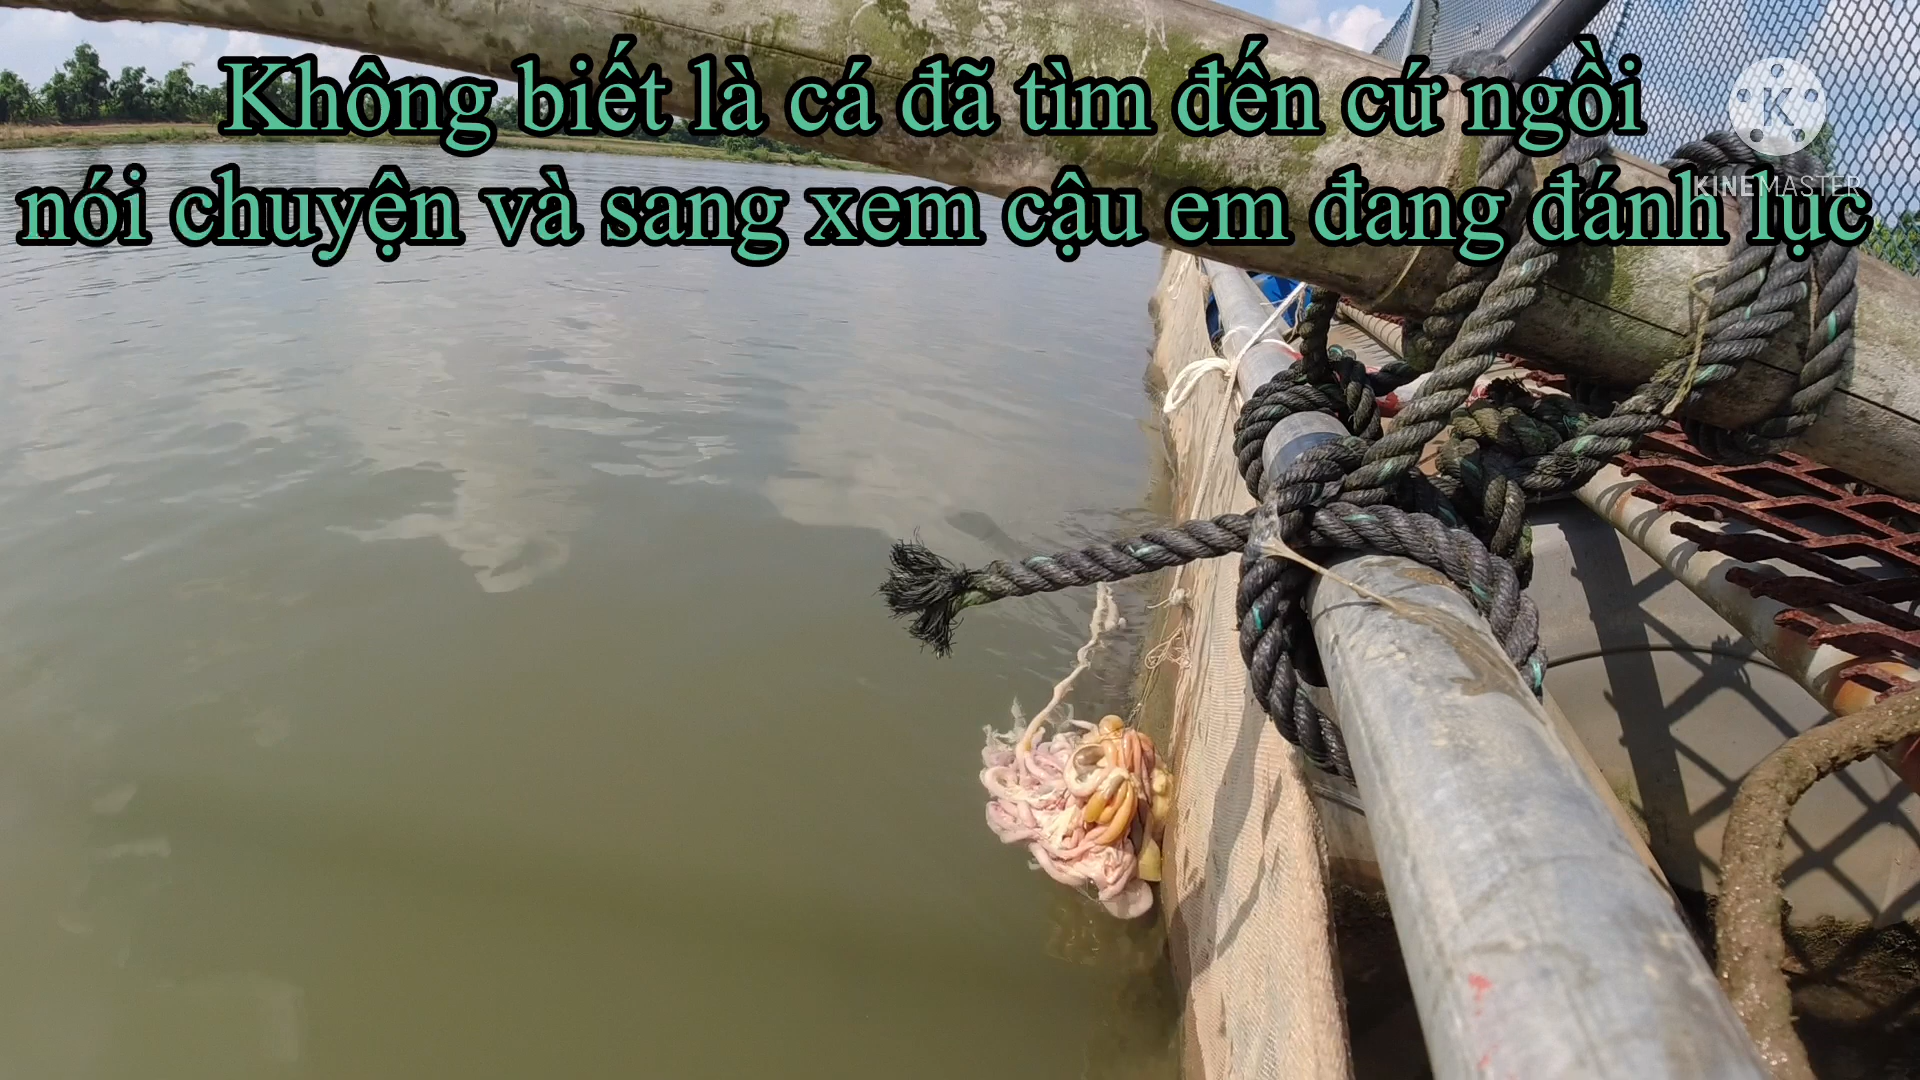 Không biết là cá đã tìm đến cứ ngồi
nói chuyện và sang xem cậu em đang đánh lục
KINEMASTER